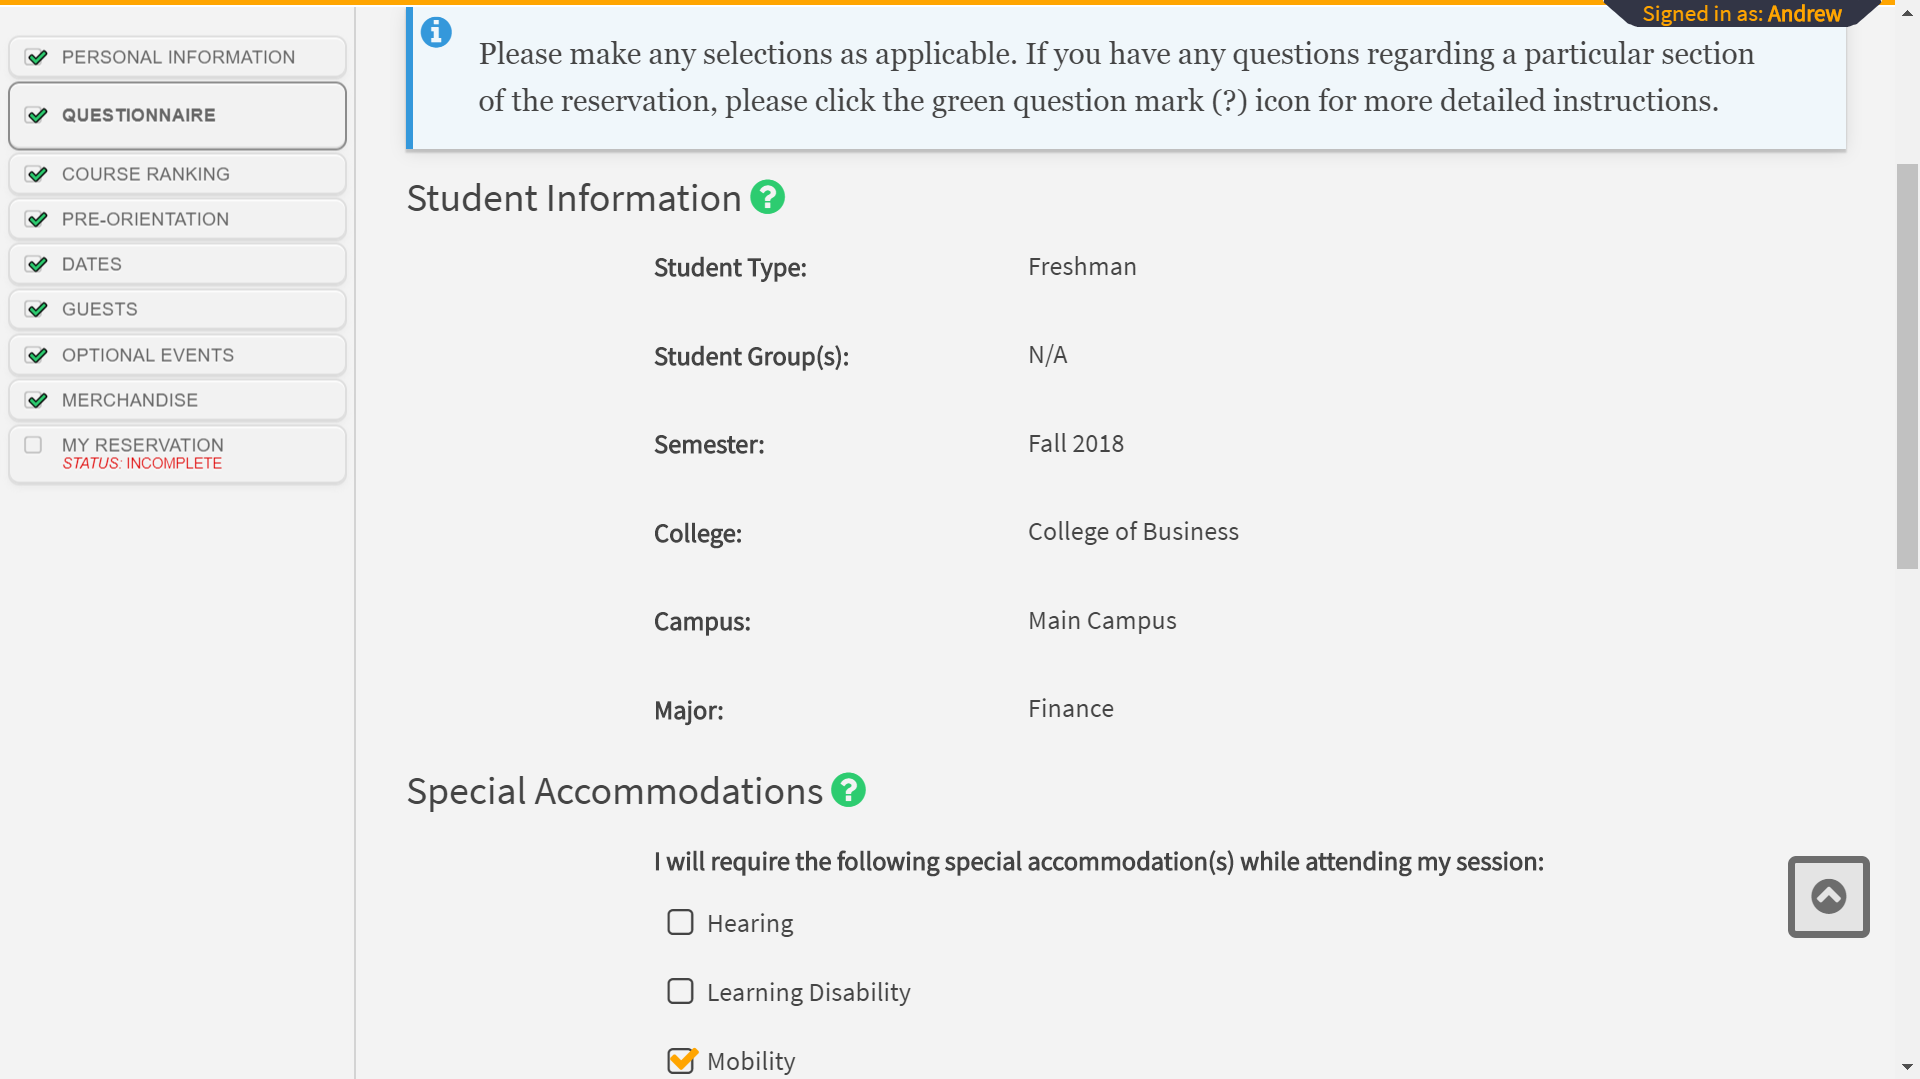 Signed in as: Andrew
PERSONAL INFORMATION
QUESTIONNAIRE
COURSE RANKING
PRE-ORIENTATION
DATES
GUESTS
OPTIONAL EVENTS
MERCHANDISE
MY RESERVATION
STATUS: INCOMPLETE
Please make any selections as applicable. If you have any questions regarding a particular section
of the reservation, please click the green question mark (?) icon for more detailed instructions.
Student Information ?
Student Type: Freshman
Student Group(s): N/A
Semester: Fall 2018
College: College of Business
Campus: Main Campus
Major: Finance
Special Accommodations ?
I will require the following special accommodation(s) while attending my session:
Hearing
Learning Disability
Mobility